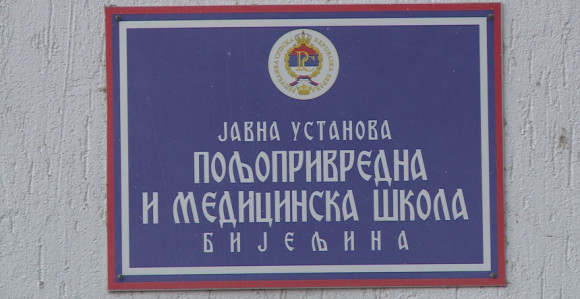 ЈАВНА УСТАНОВА
ПОЉОПРИВРЕДНА
И МЕДИЦИНСКА ШКОЛА
БИЈЕЉИНА